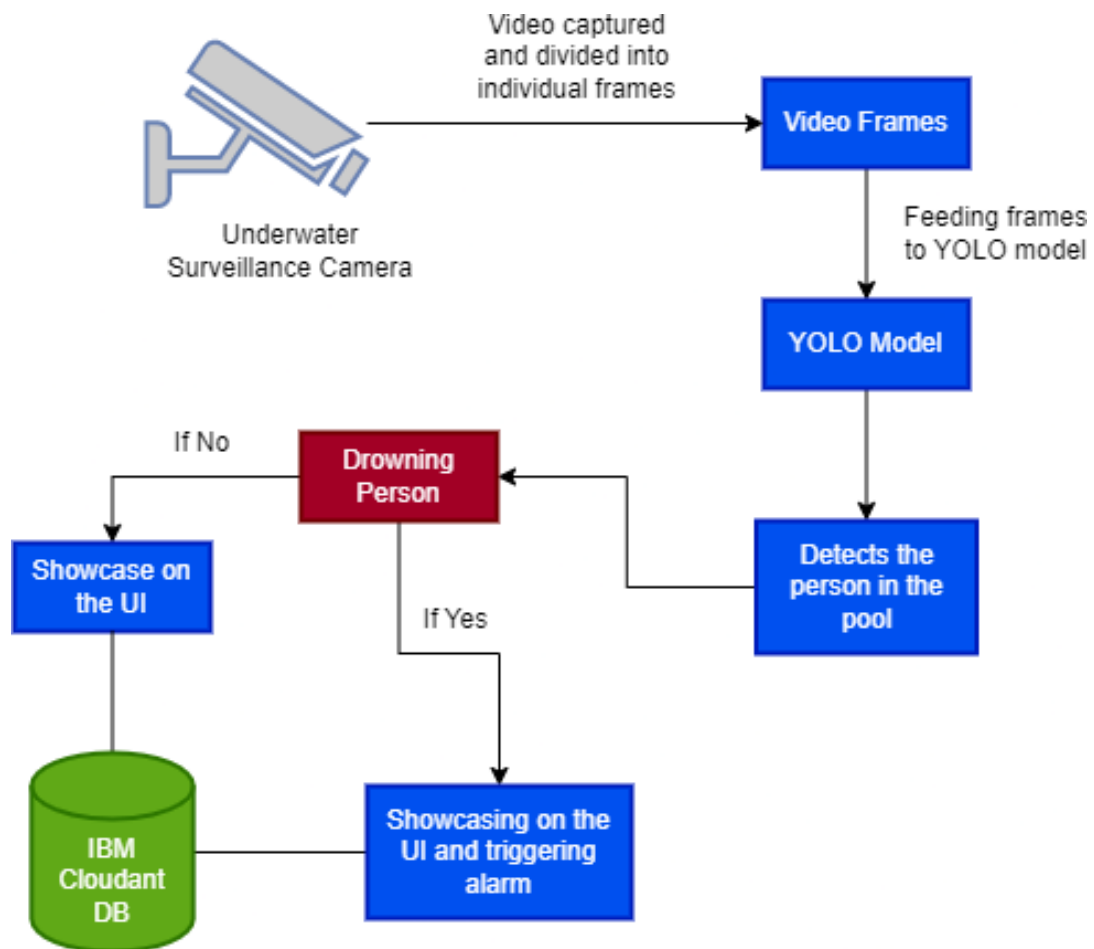 Video captured
and divided into
individual frames
Video Frames
Underwater
Surveillance Camera
Feeding frames
to YOLO model
YOLO Model
If No
Drowning
Person
Showcase on
the UI
Detects the
person in the
pool
If Yes
IBM
Cloudant
DB
Showcasing on the
UI and triggering
alarm